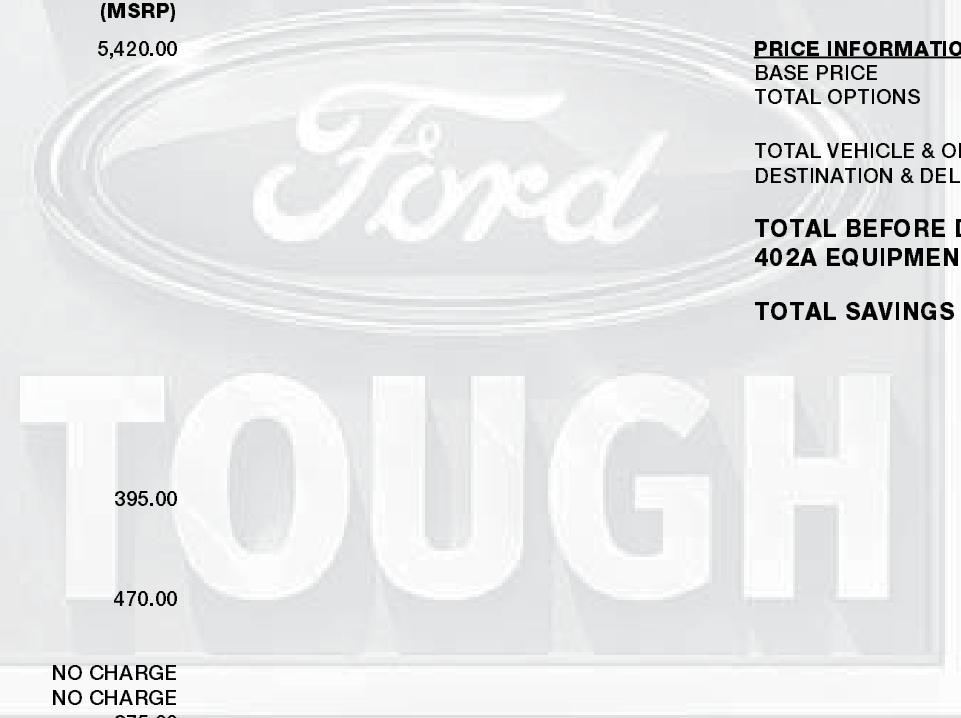 (MSRP)
5,420.00
395.00
470.00
NO CHARGE
NO CHARGE
PRICE INFORMATIO
BASE PRICE
TOTAL OPTIONS
TOTAL VEHICLE & O
DESTINATION & DEL
TOTAL BEFORE D
402A EQUIPMEN
TOTAL SAVINGS
Ford
TOUGH